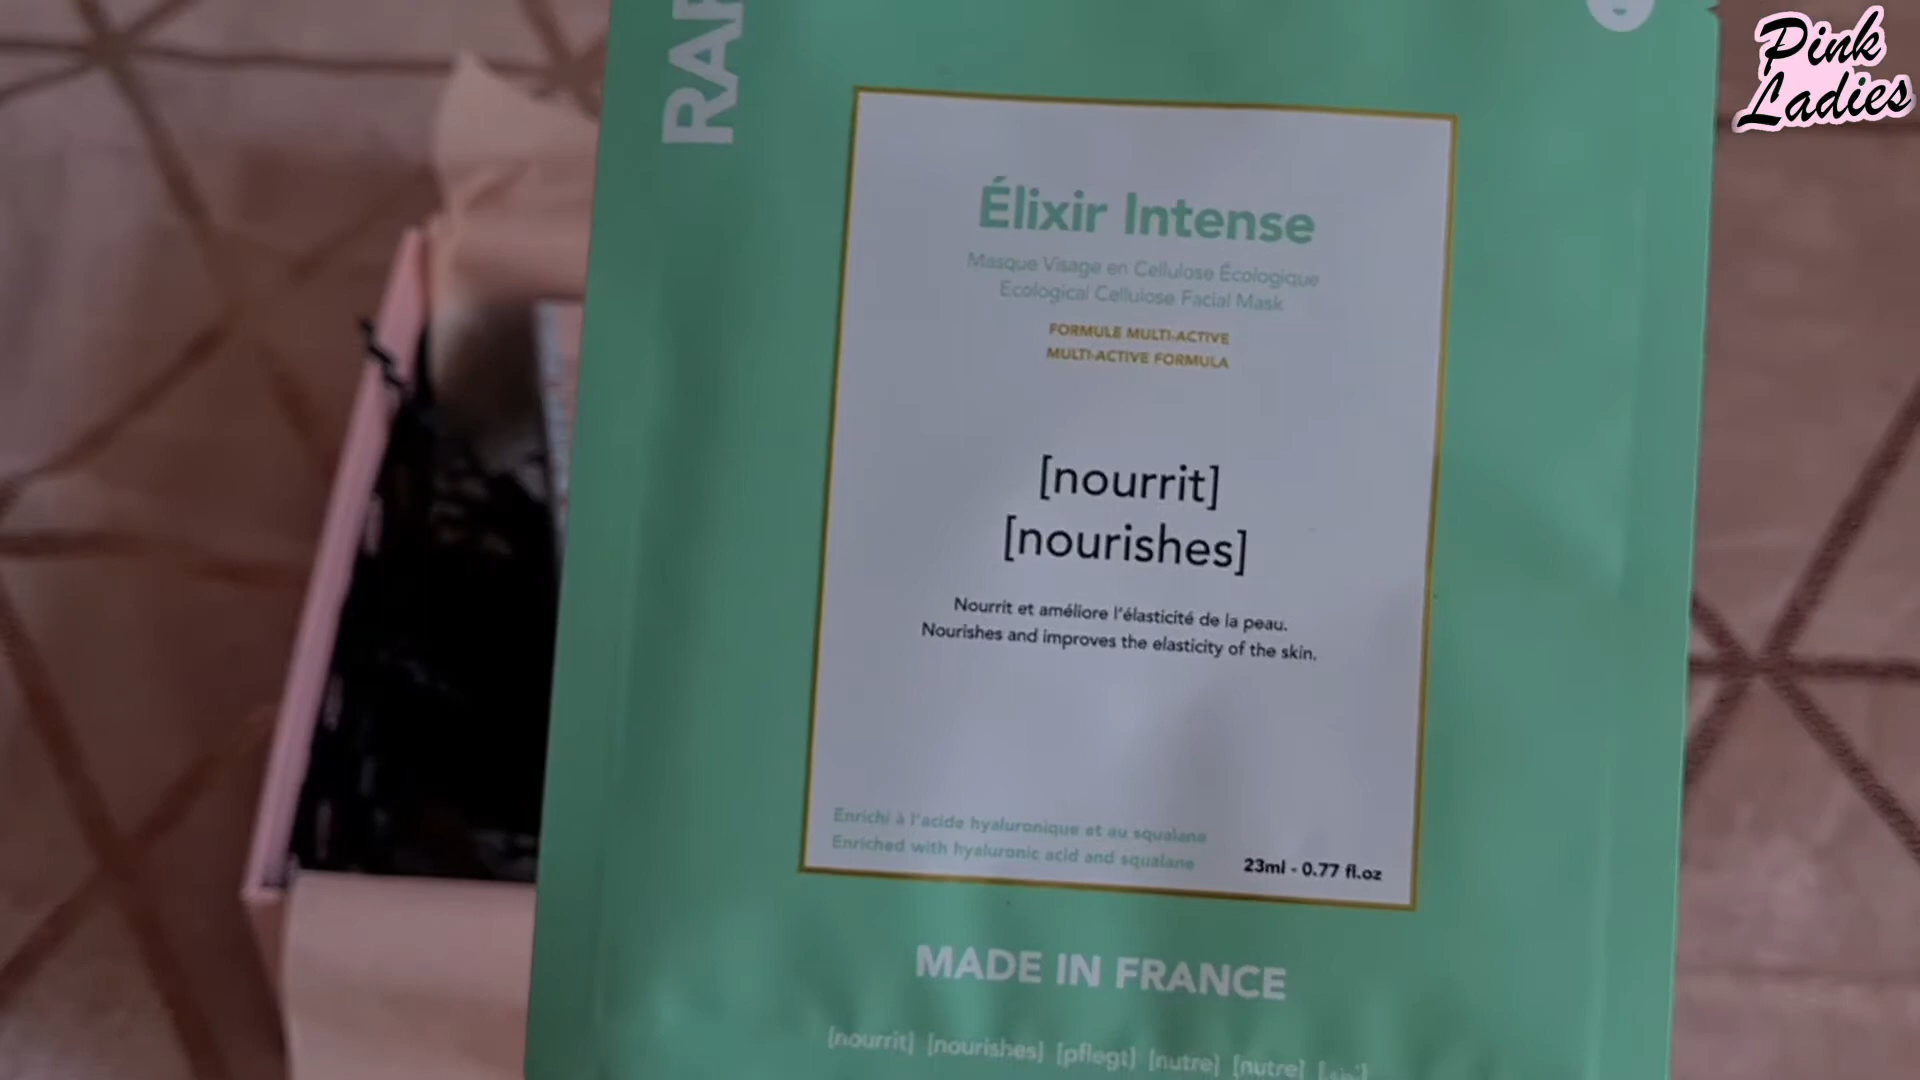 Pink
Ladies
Élixir Intense
Masque Visage en Cellulose Écologique
Ecological Cellulose Facial Mask
FORMULE MULTI-ACTIVE
MULTI-ACTIVE FORMULA
[nourrit]
[nourishes]
Nourrit et améliore l'élasticité de la peau.
Nourishes and improves the elasticity of the skin.
Enrichi à l'acide hyaluronique et au squalane
Enriched with hyaluronic acid and squalane
23ml - 0.77 fl.oz
MADE IN FRANCE
[nourrit] [nourishes] [pflegt] [nutre] [nutre]